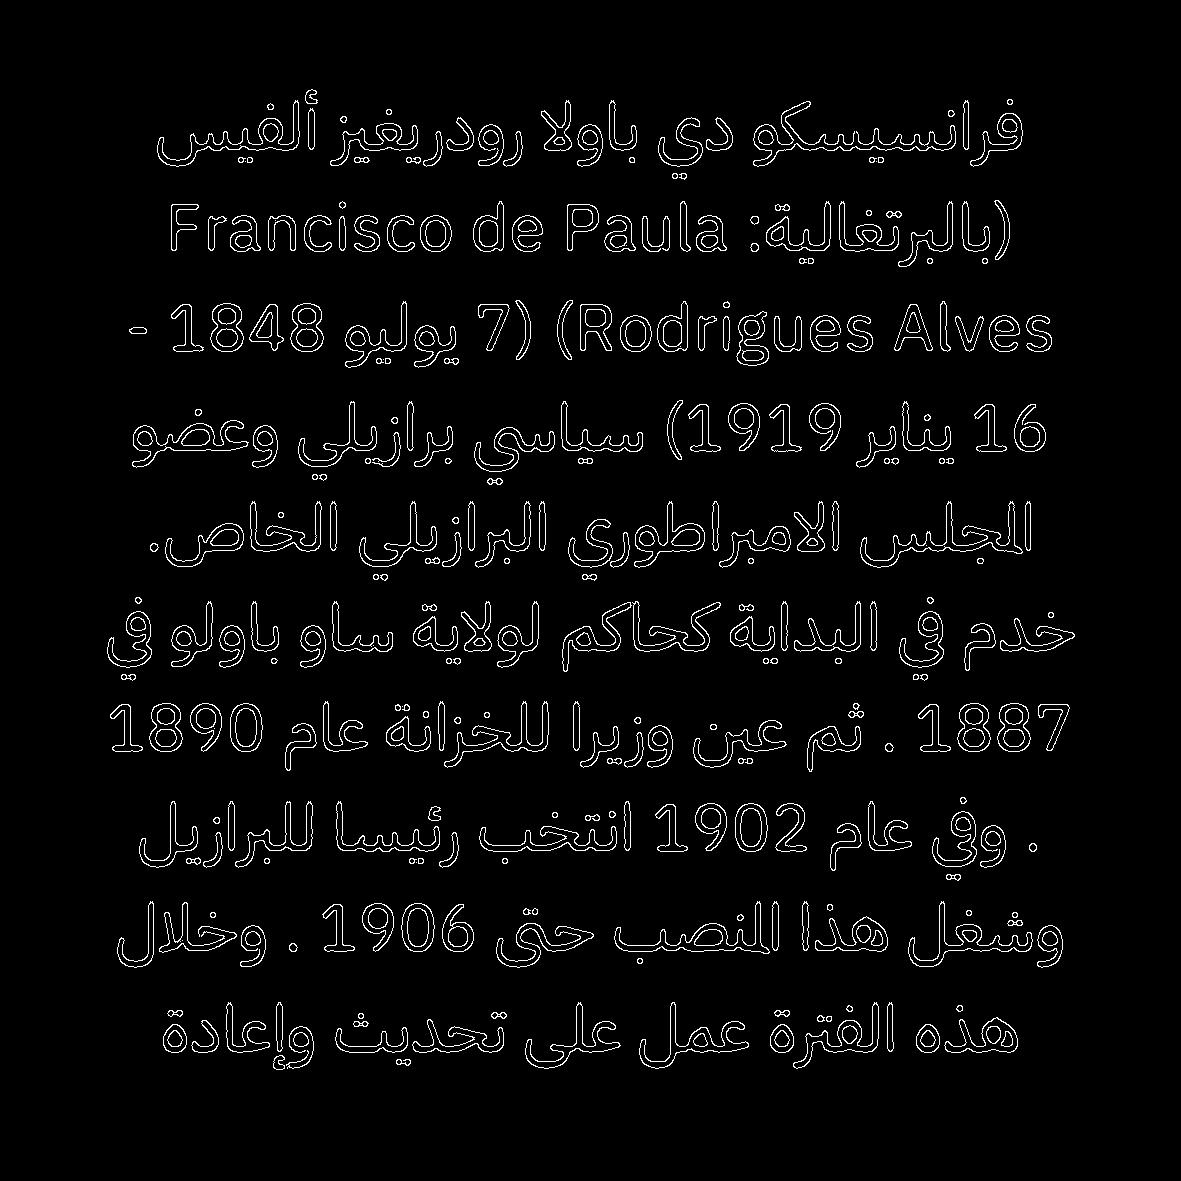 فرانسيسكو دي باولا رودريغيز ألفيس
(بالبرتغالية: Francisco de Paula
Rodrigues Alves) (7 يوليو 1848 -
16 يناير 1919) سياسي برازيلي وعضو
المجلس الامبراطوري البرازيلي الخاص.
خدم في البداية كحاكم لولاية ساو باولو في
1887 . ثم عين وزيرا للخزانة عام 1890
. وفي عام 1902 انتخب رئيسا للبرازيل
وشغل هذا المنصب حتى 1906 . وخلال
هذه الفترة عمل على تحديث وإعادة